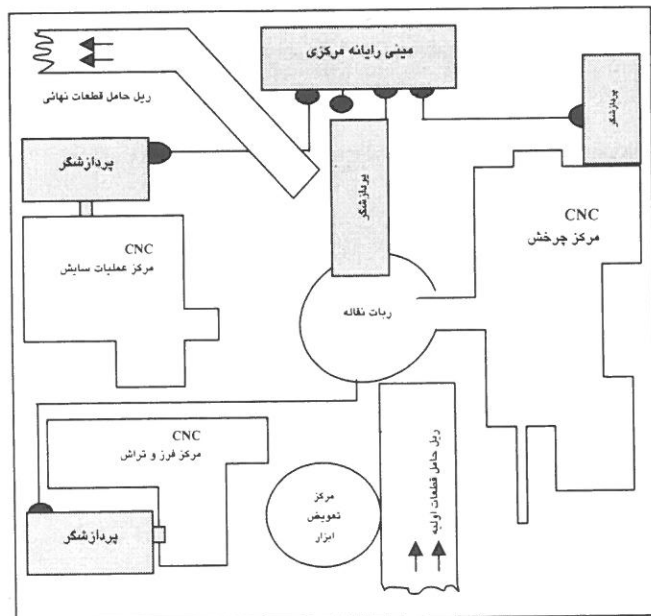 مینی رایانه مرکزی
ریل حامل قطعات نهائی
پردازشگر
پردازشگر
پردازشگر
CNC
مرکز چرخش
CNC
مرکز عملیات سایش
ربات نقاله
CNC
مرکز فرز و تراش
پردازشگر
مرکز
تعویض
ابزار
ریل حامل قطعات اولیه